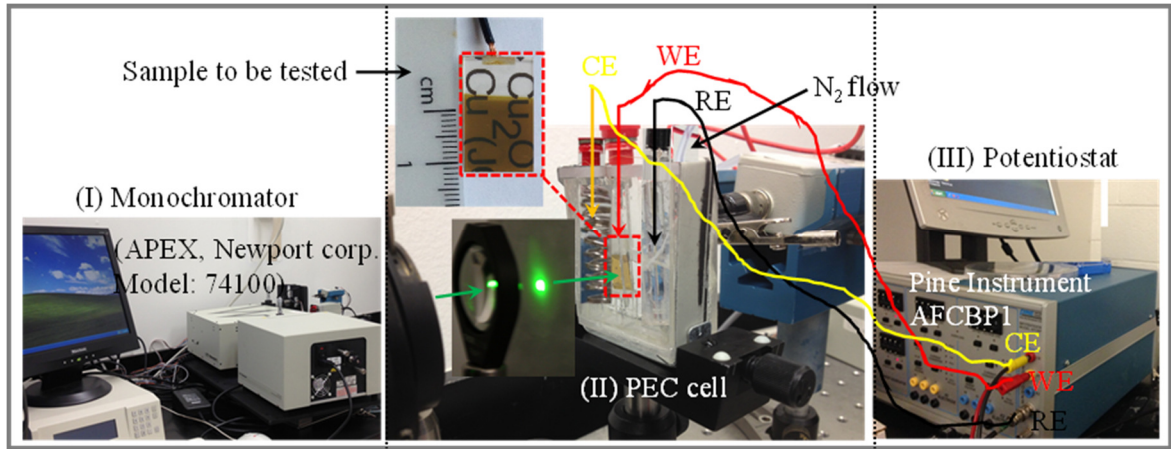 Sample to be tested
cm
1
Cu
Cu2O
Cu (J
CE
WE
RE
N2 flow
(I) Monochromator
(APEX, Newport corp.
Model: 74100)
(II) PEC cell
(III) Potentiostat
Pine Instrument
AFCBP1
CE
WE
RE